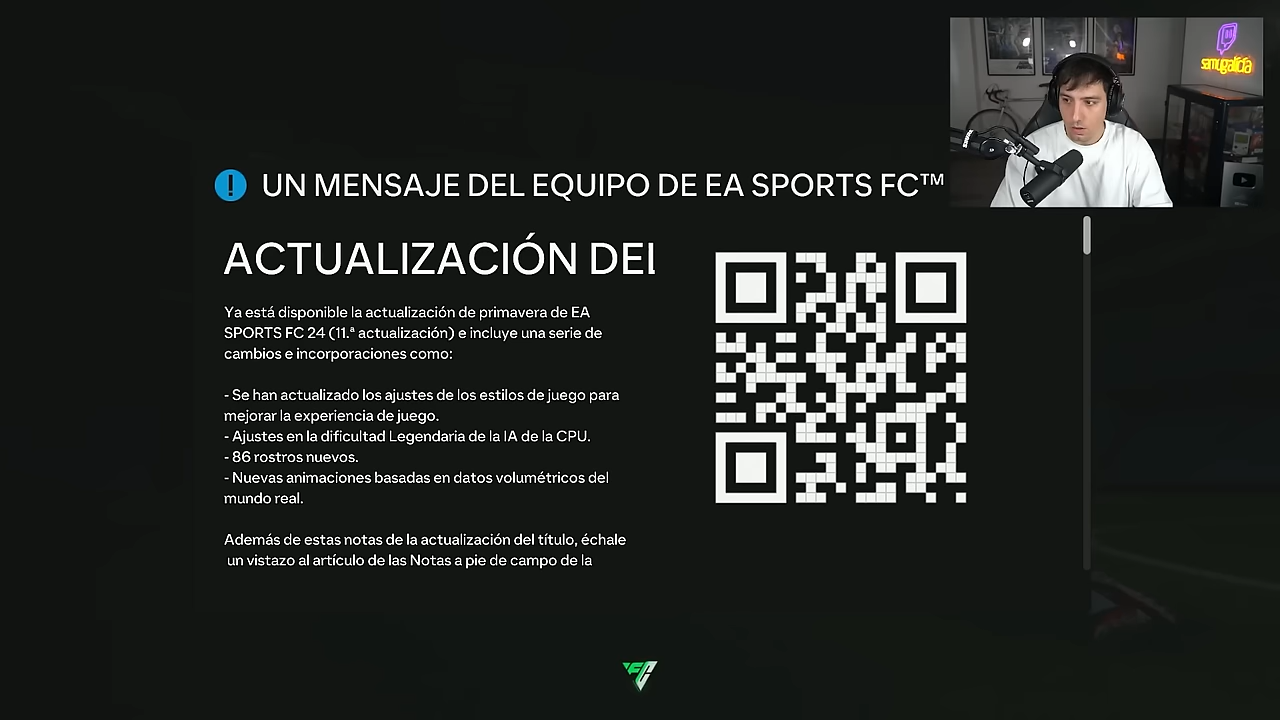 samugalicia
! UN MENSAJE DEL EQUIPO DE EA SPORTS FC™
ACTUALIZACIÓN DEL
Ya está disponible la actualización de primavera de EA
SPORTS FC 24 (11.ª actualización) e incluye una serie de
cambios e incorporaciones como:
- Se han actualizado los ajustes de los estilos de juego para
mejorar la experiencia de juego.
- Ajustes en la dificultad Legendaria de la IA de la CPU.
- 86 rostros nuevos.
- Nuevas animaciones basadas en datos volumétricos del
mundo real.
Además de estas notas de la actualización del título, échale
un vistazo al artículo de las Notas a pie de campo de la